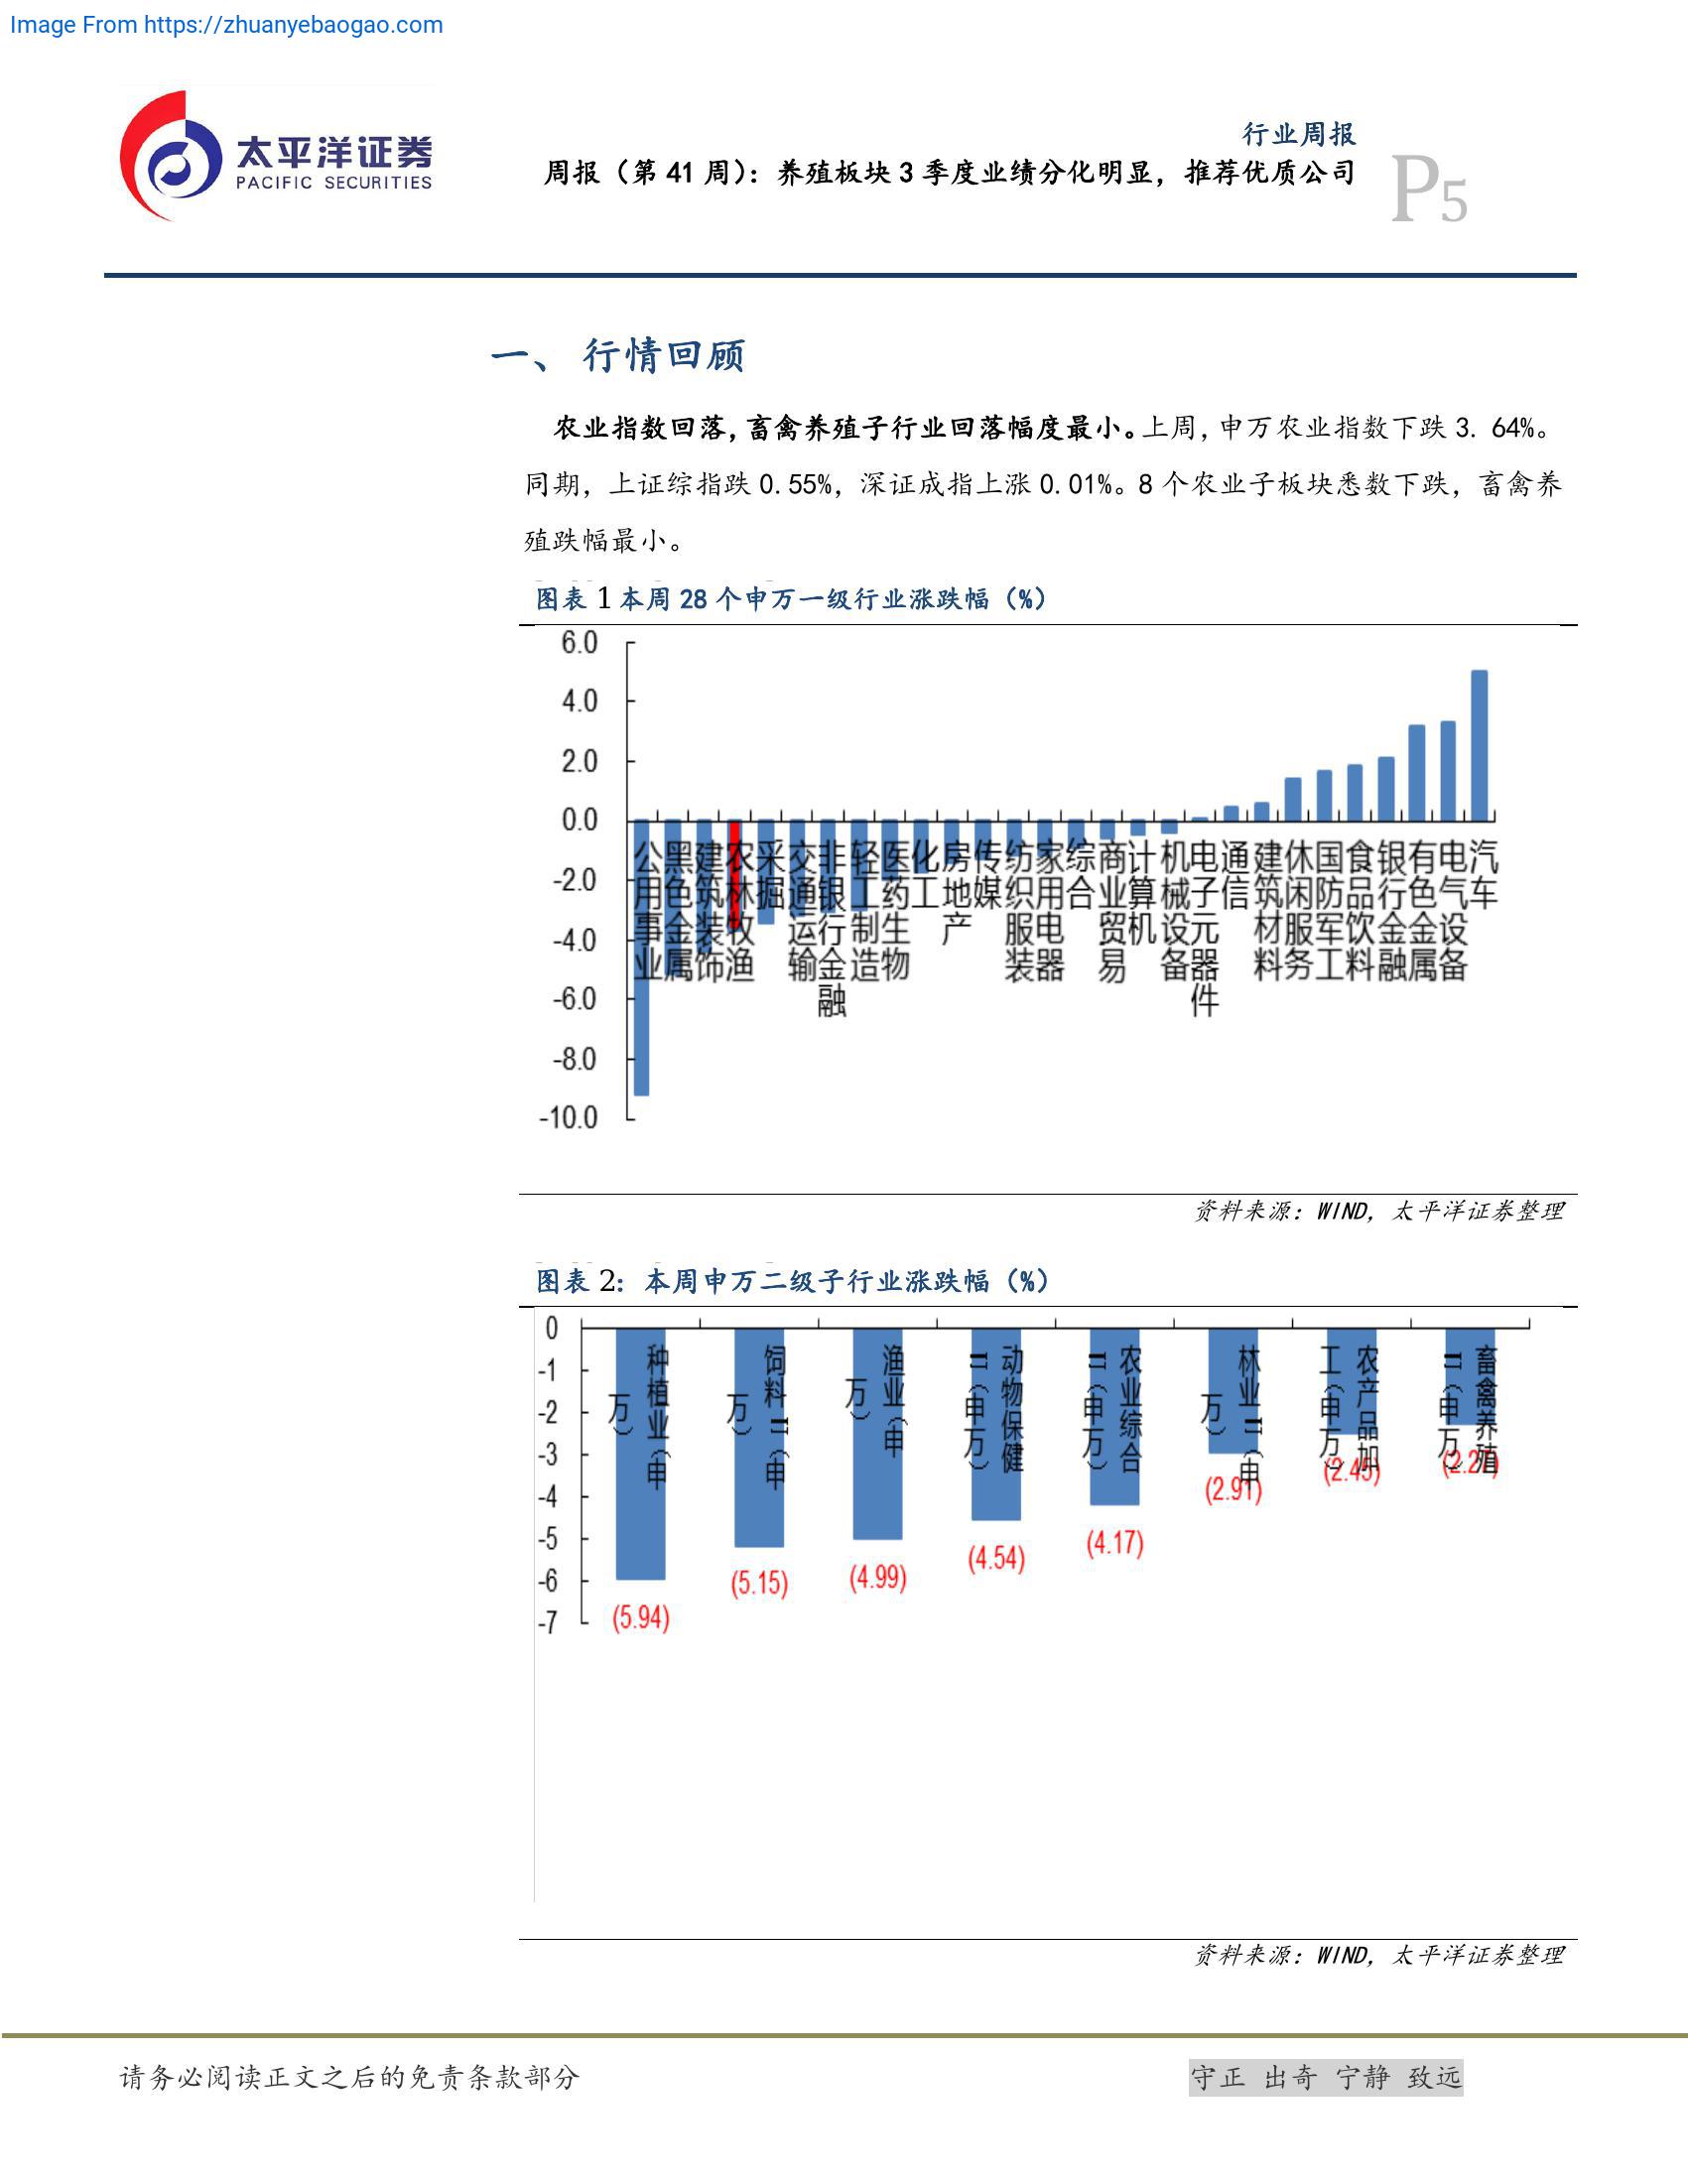 Image From https://zhuanyebaogao.com
太平洋证券
PACIFIC SECURITIES
行业周报
周报（第 41 周）：养殖板块 3 季度业绩分化明显，推荐优质公司
P5
一、 行情回顾
农业指数回落，畜禽养殖子行业回落幅度最小。上周，申万农业指数下跌 3. 64%。
同期，上证综指跌 0.55%，深证成指上涨 0.01%。8 个农业子板块悉数下跌，畜禽养
殖跌幅最小。
图表 1 本周 28 个申万一级行业涨跌幅（%）
6.0
4.0
2.0
0.0
-2.0
-4.0
-6.0
-8.0
-10.0
公用事业
黑色金属
建筑装饰
农林牧渔
采掘
交通运输
非银行金融
轻工制造
医药生物
化工
房地产
传媒
纺织服装
家用电器
综合
商业贸易
计算机
机械设备
电子元器件
通信
建筑材料
休闲服务
国防军工
食品饮料
银行金融
有色金属
电气设备
汽车
资料来源：WIND，太平洋证券整理
图表 2：本周申万二级子行业涨跌幅（%）
0
-1
-2
-3
-4
-5
-6
-7
种植业（申万）
饲料II（申万）
渔业（申万）
动物保健II（申万）
农业综合II（申万）
林业II（申万）
农产品加工（申万）
畜禽养殖II（申万）
(5.94)
(5.15)
(4.99)
(4.54)
(4.17)
(2.91)
(2.45)
资料来源：WIND，太平洋证券整理
请务必阅读正文之后的免责条款部分
守正 出奇 宁静 致远